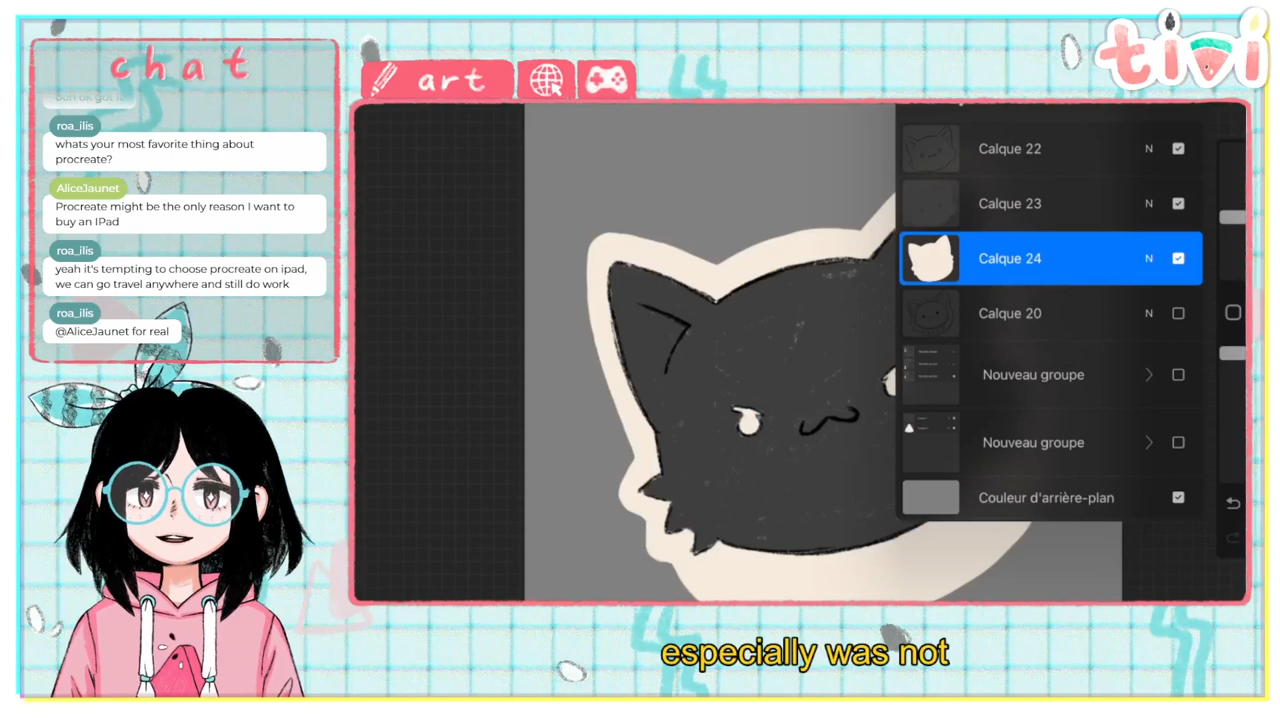 tivi
chat
art
roa_ilis
whats your most favorite thing about
procreate?
AliceJaunet
Procreate might be the only reason I want to
buy an IPad
roa_ilis
yeah it's tempting to choose procreate on ipad,
we can go travel anywhere and still do work
roa_ilis
@AliceJaunet for real
Calque 22 N
Calque 23 N
Calque 24 N
Calque 20 N
Nouveau groupe
Nouveau groupe
Couleur d'arrière-plan
especially was not